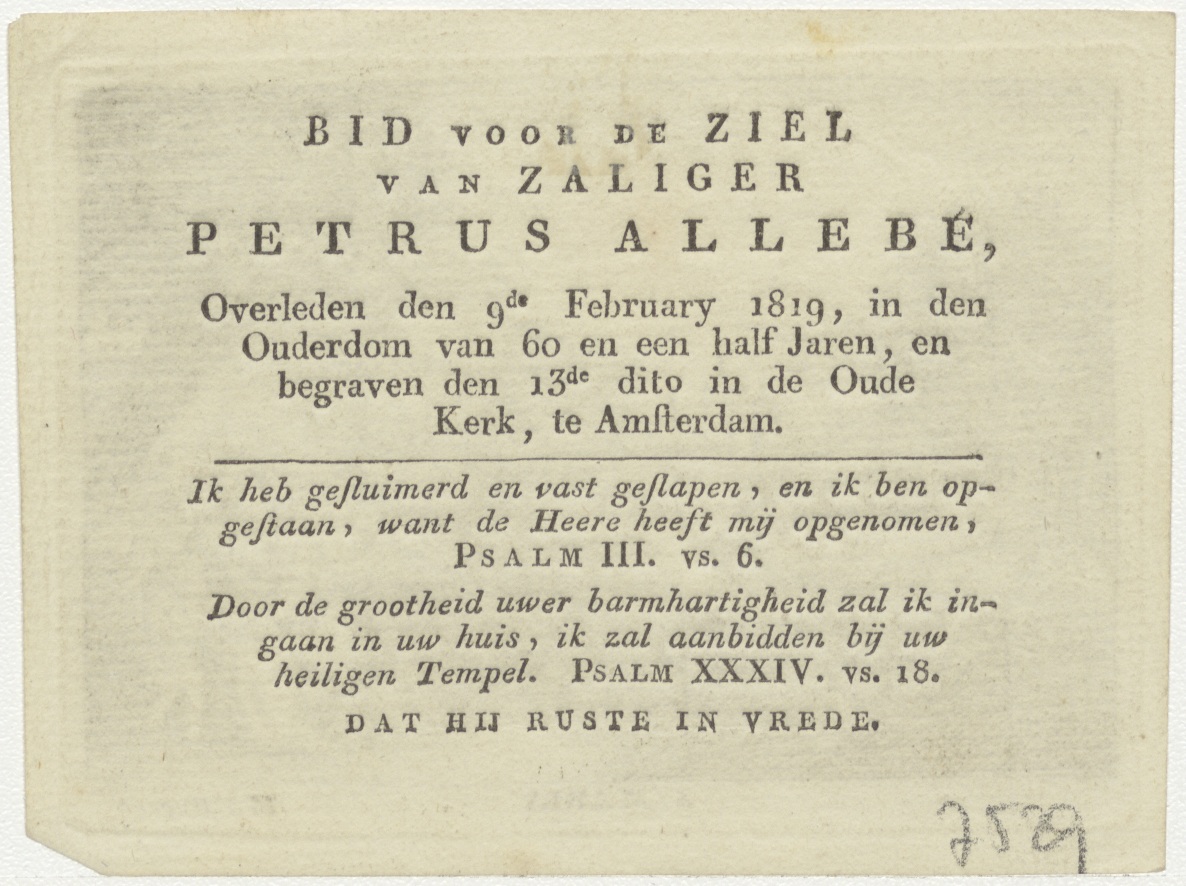 BID VOOR DE ZIEL
VAN ZALIGER
PETRUS ALLEBÉ,
Overleden den 9de February 1819, in den
Ouderdom van 60 en een half Jaren, en
begraven den 13de dito in de Oude
Kerk, te Amſterdam.
Ik heb geſluimerd en vast geſlapen, en ik ben op-
geſtaan, want de Heere heeft mij opgenomen,
PSALM III. vs. 6.
Door de grootheid uwer barmhartigheid zal ik in-
gaan in uw huis, ik zal aanbidden bij uw
heiligen Tempel. PSALM XXXIV. vs. 18.
DAT HIJ RUSTE IN VREDE.